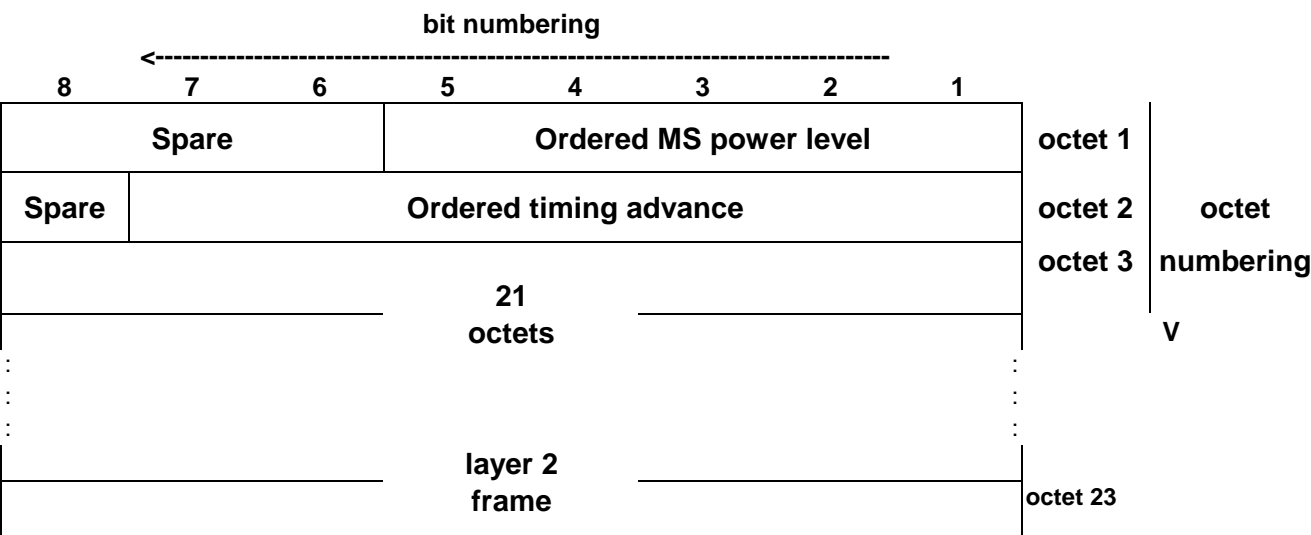 bit numbering
<---------------------------------------------------------------------------------
8 7 6 5 4 3 2 1
Spare Ordered MS power level octet 1
Spare Ordered timing advance octet 2 octet
octet 3 numbering
21
octets V
: :
: :
: :
layer 2
frame octet 23